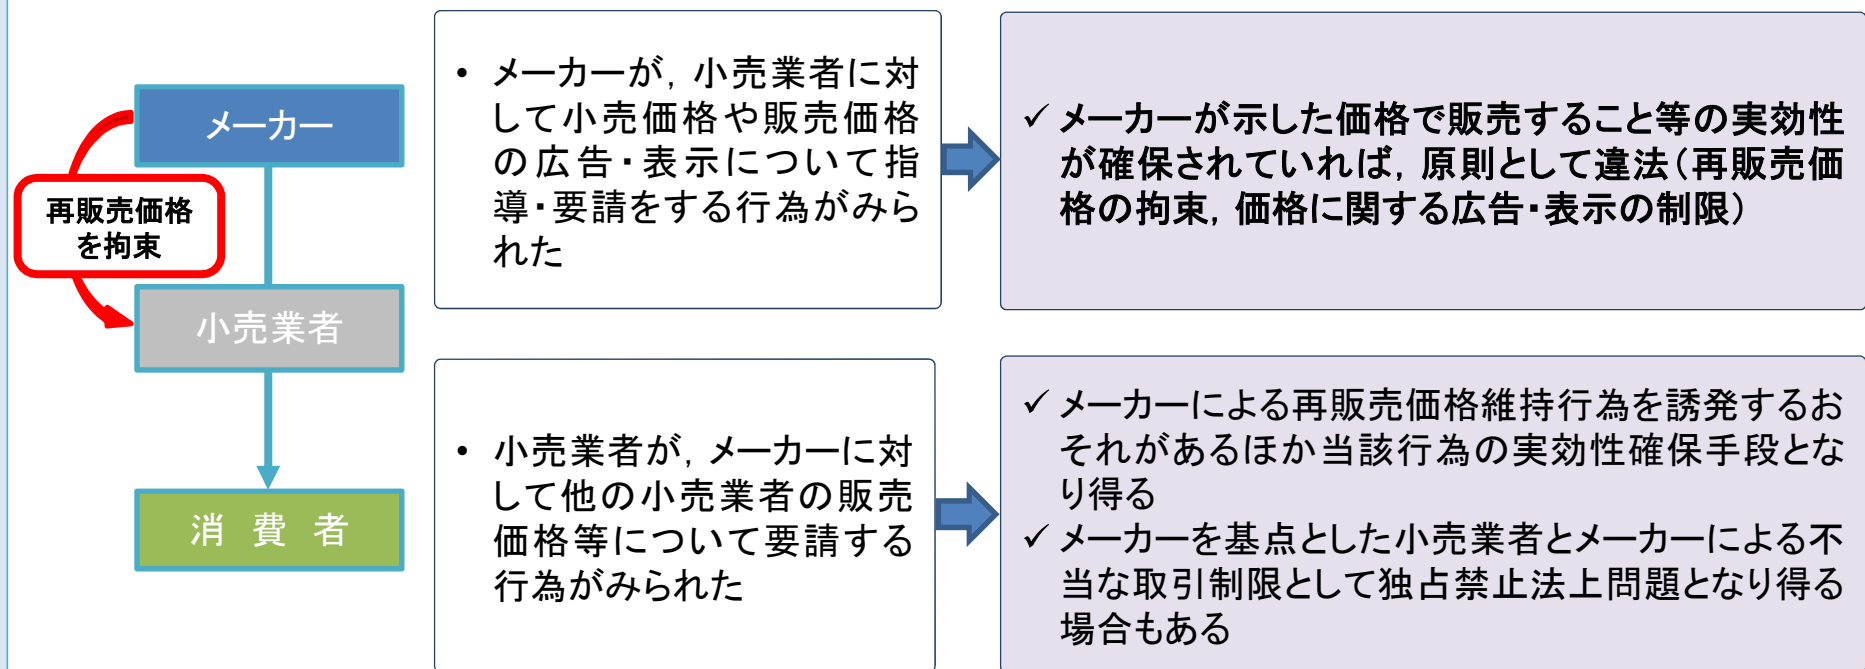 メーカー
再販売価格
を拘束
小売業者
消　費　者
• メーカーが，小売業者に対
して小売価格や販売価格
の広告・表示について指
導・要請をする行為がみら
れた
✓ メーカーが示した価格で販売すること等の実効性
が確保されていれば，原則として違法（再販売価
格の拘束，価格に関する広告・表示の制限）
• 小売業者が，メーカーに対
して他の小売業者の販売
価格等について要請する
行為がみられた
✓ メーカーによる再販売価格維持行為を誘発するお
それがあるほか当該行為の実効性確保手段とな
り得る
✓ メーカーを基点とした小売業者とメーカーによる不
当な取引制限として独占禁止法上問題となり得る
場合もある